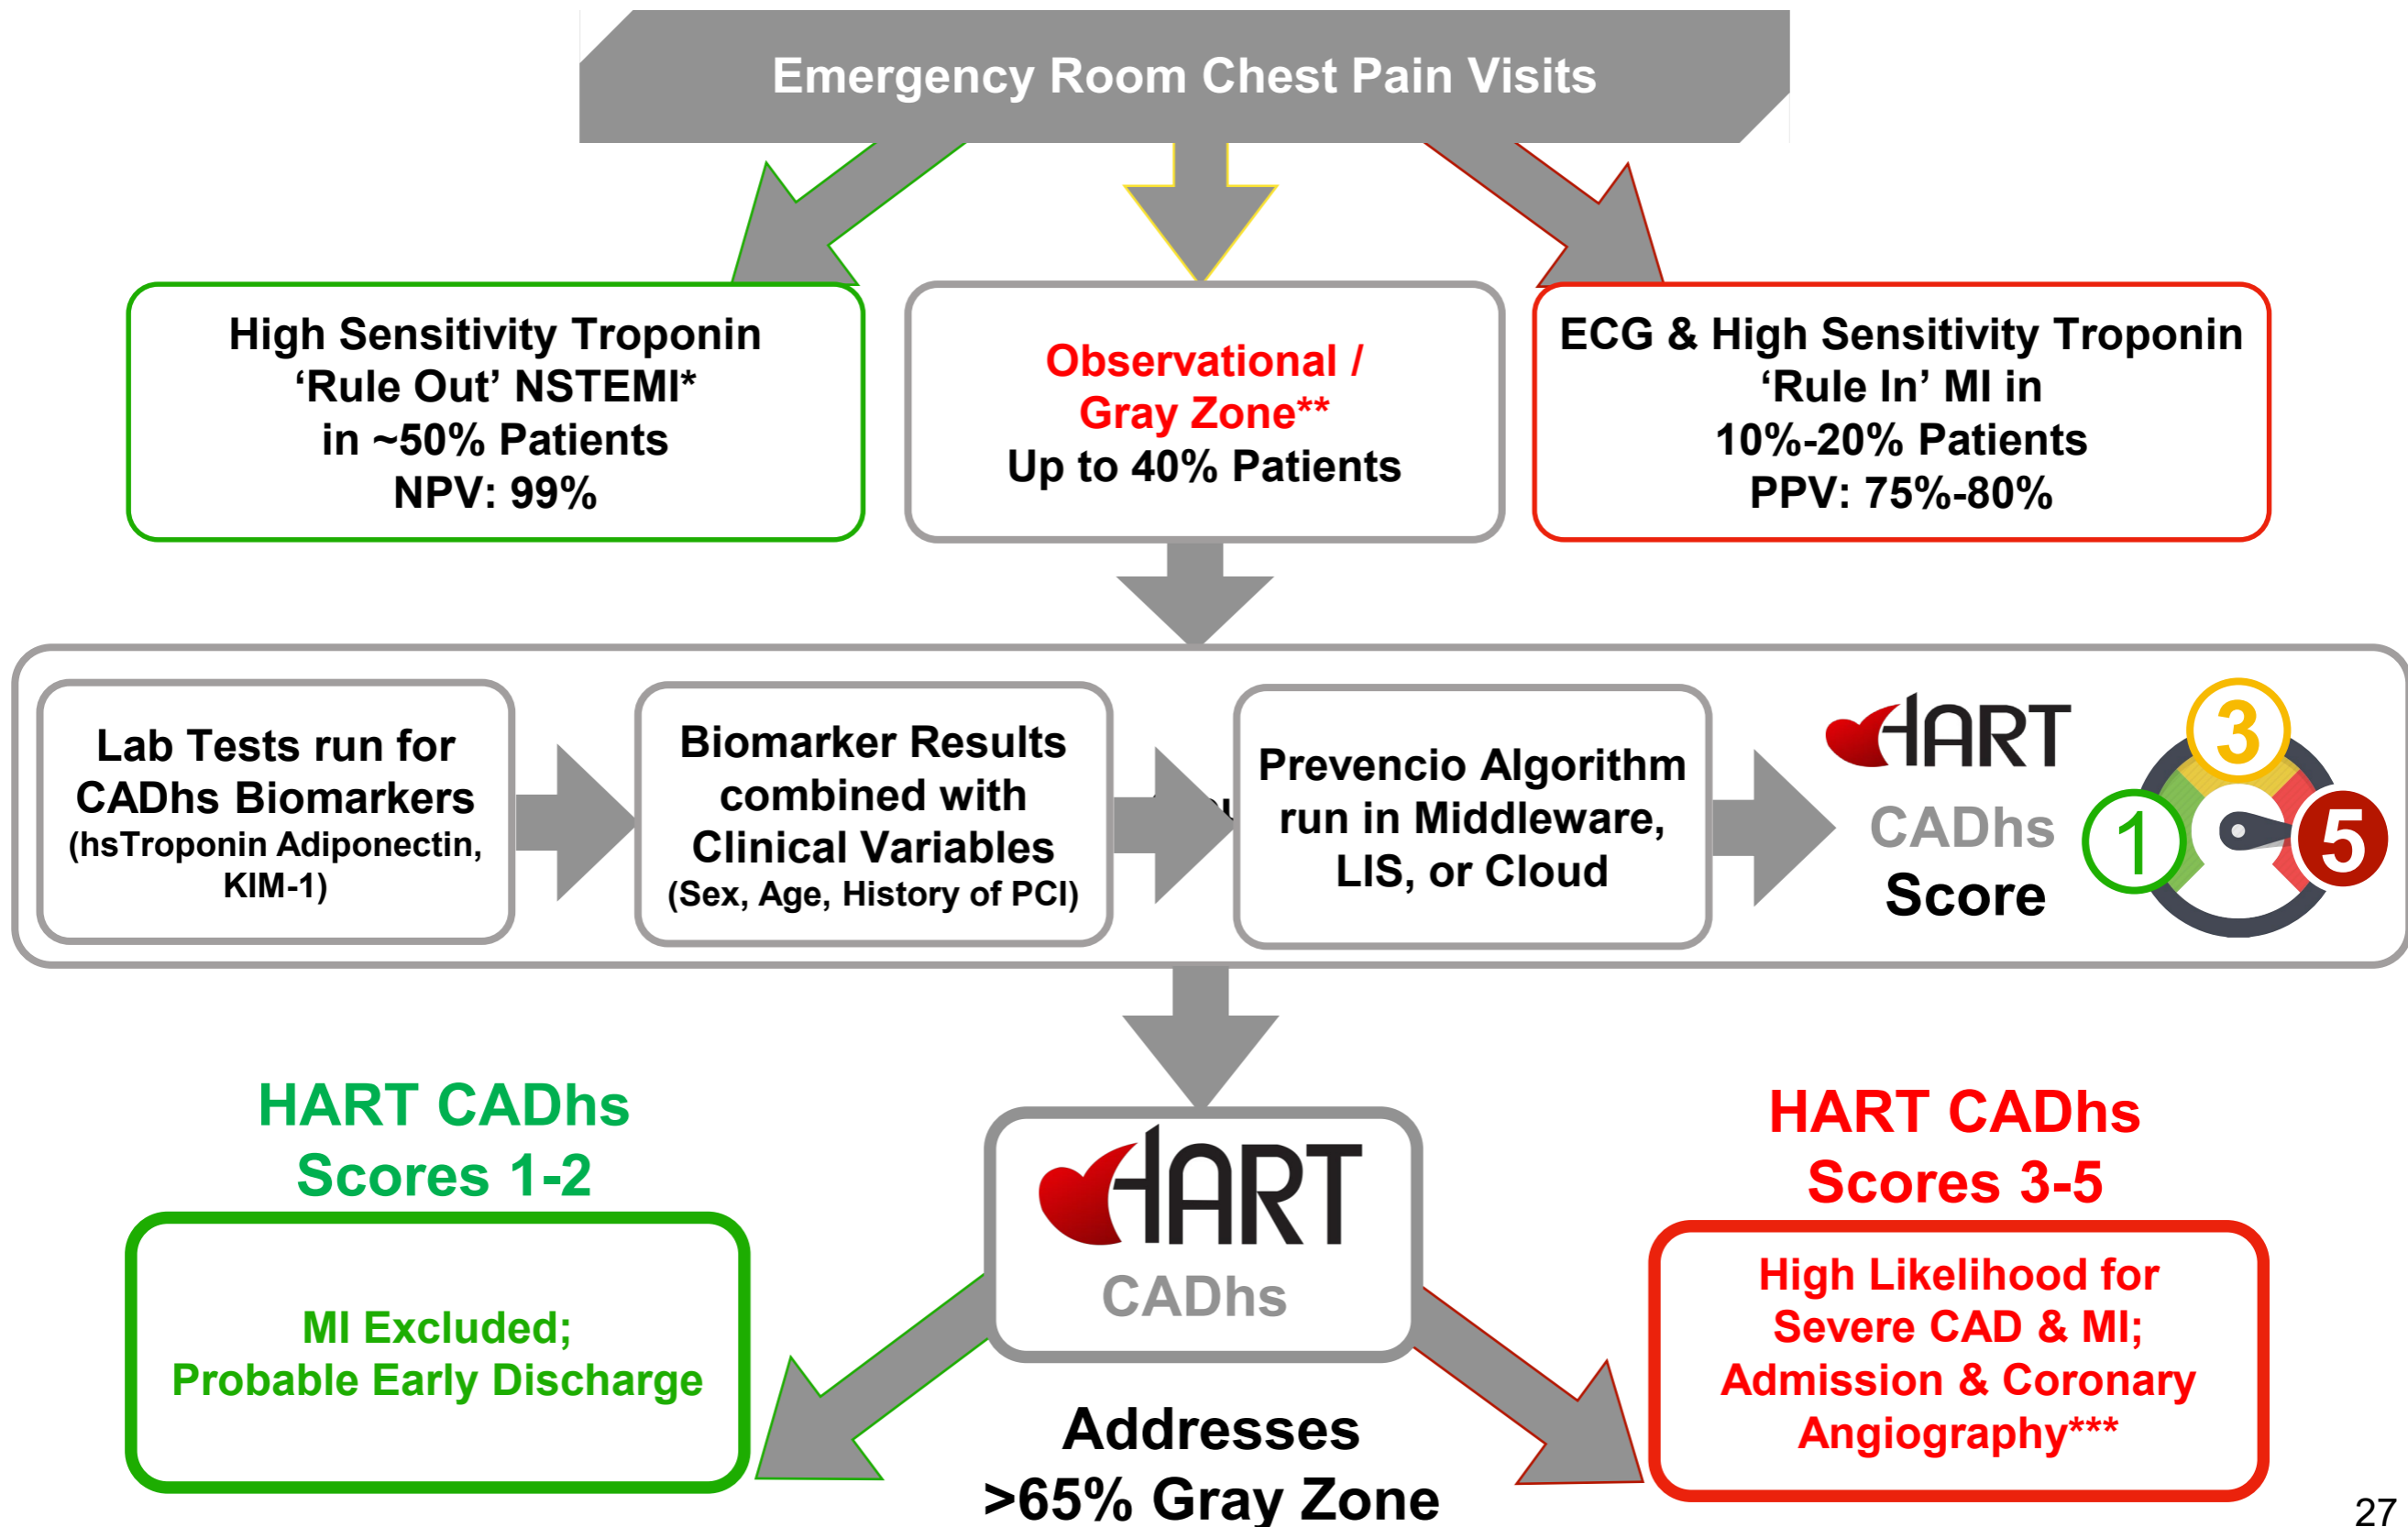 Emergency Room Chest Pain Visits
High Sensitivity Troponin
‘Rule Out’ NSTEMI*
in ~50% Patients
NPV: 99%
Observational /
Gray Zone**
Up to 40% Patients
ECG & High Sensitivity Troponin
‘Rule In’ MI in
10%-20% Patients
PPV: 75%-80%
Lab Tests run for
CADhs Biomarkers
(hsTroponin Adiponectin,
KIM-1)
Biomarker Results
combined with
Clinical Variables
(Sex, Age, History of PCI)
Prevencio Algorithm
run in Middleware,
LIS, or Cloud
HART
CADhs
Score
1
3
5
HART CADhs
Scores 1-2
MI Excluded;
Probable Early Discharge
HART
CADhs
Addresses
>65% Gray Zone
HART CADhs
Scores 3-5
High Likelihood for
Severe CAD & MI;
Admission & Coronary
Angiography***
27